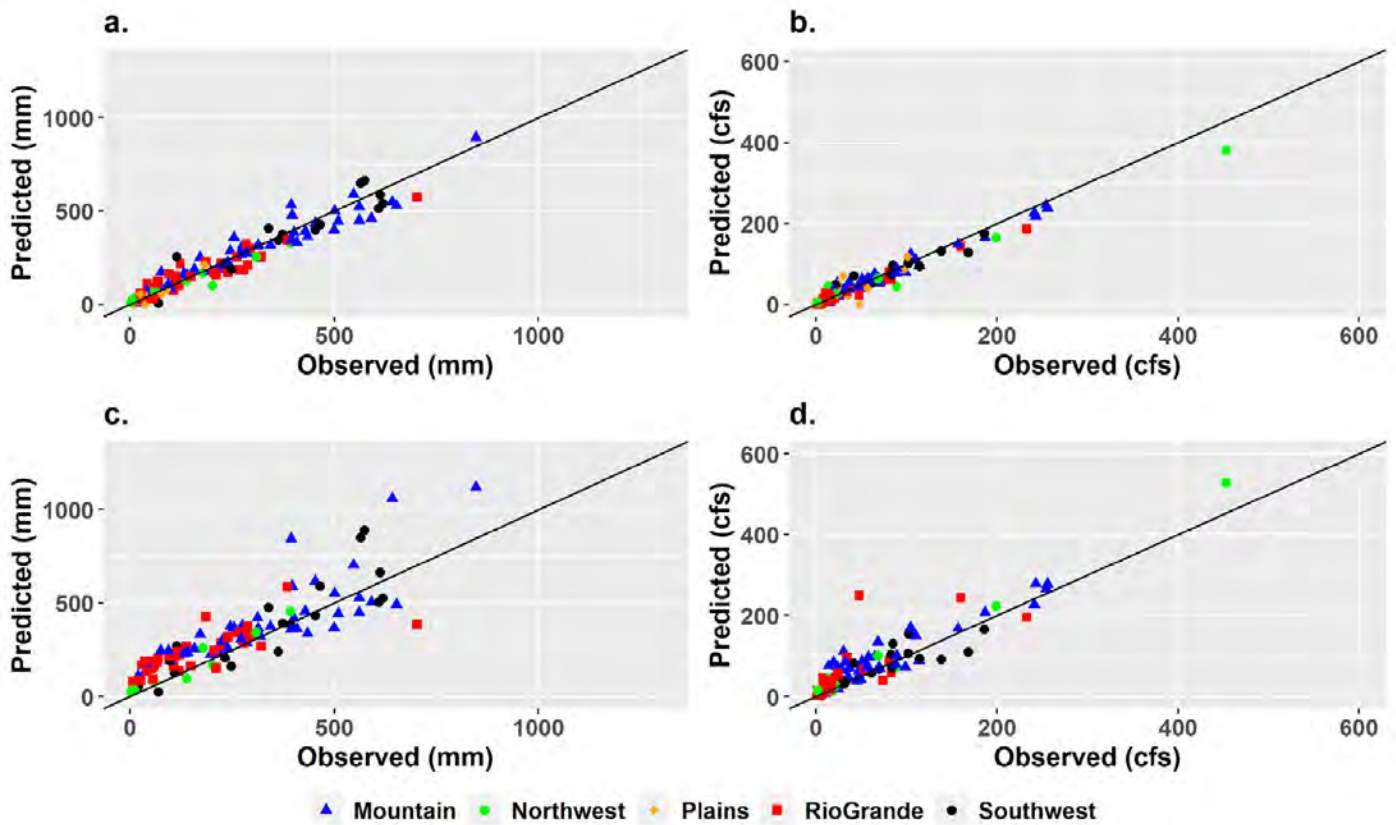 a.
Predicted (mm)
1000
500
0
0 500 1000
Observed (mm)
b.
Predicted (cfs)
600
400
200
0
0 200 400 600
Observed (cfs)
c.
Predicted (mm)
1000
500
0
0 500 1000
Observed (mm)
d.
Predicted (cfs)
600
400
200
0
0 200 400 600
Observed (cfs)
Mountain Northwest Plains RioGrande Southwest